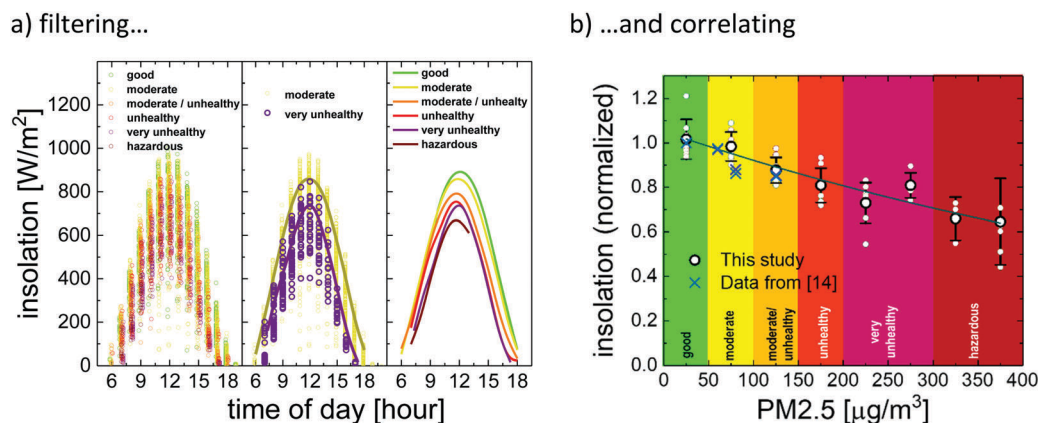 a) filtering...
b) ...and correlating
insolation [W/m²]
1200
1000
800
600
400
200
0
good
moderate
moderate / unhealthy
unhealthy
very unhealthy
hazardous
moderate
very unhealthy
good
moderate
moderate / unhealty
unhealthy
very unhealthy
hazardous
6 9 12 15 18 6 9 12 15 18 6 9 12 15 18
time of day [hour]
insolation (normalized)
1.2
1.0
0.8
0.6
0.4
0.2
0.0
This study
Data from [14]
good
moderate
moderate/
unhealthy
unhealthy
very
unhealthy
hazardous
0 50 100 150 200 250 300 350 400
PM2.5 [µg/m³]